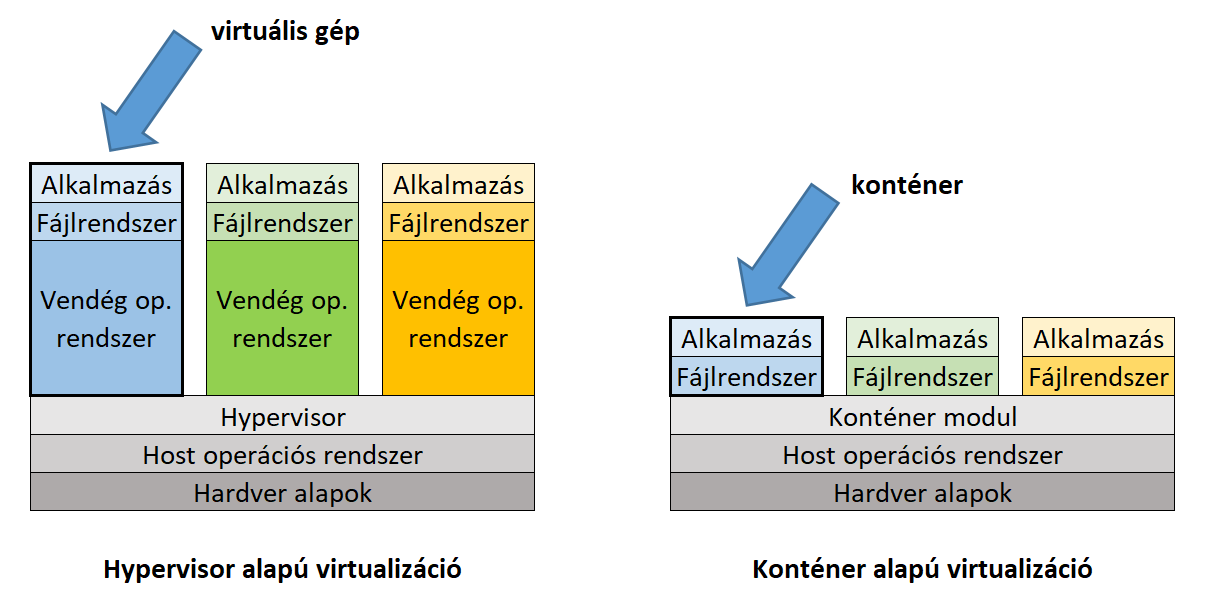 virtuális gép
Alkalmazás
Fájlrendszer
Vendég op.
rendszer
Alkalmazás
Fájlrendszer
Vendég op.
rendszer
Alkalmazás
Fájlrendszer
Vendég op.
rendszer
Hypervisor
Host operációs rendszer
Hardver alapok
Hypervisor alapú virtualizáció
konténer
Alkalmazás
Fájlrendszer
Alkalmazás
Fájlrendszer
Alkalmazás
Fájlrendszer
Konténer modul
Host operációs rendszer
Hardver alapok
Konténer alapú virtualizáció